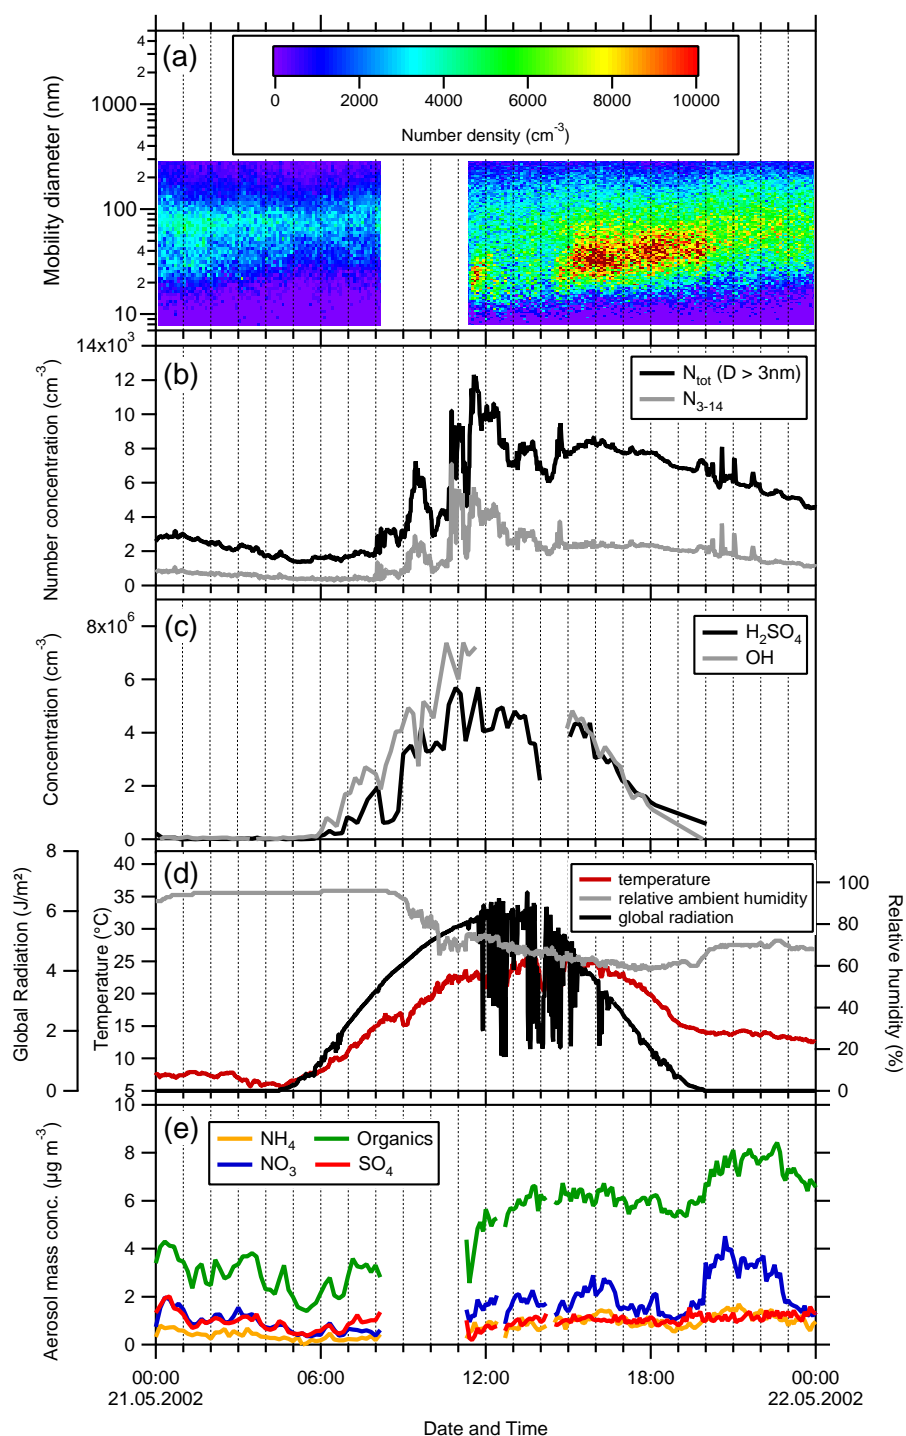 (a)
0 2000 4000 6000 8000 10000
Number density (cm⁻³)
Mobility diameter (nm)
4
2
1000
4
2
100
4
2
10
2
(b)
Number concentration (cm⁻³)
14x10³
12
10
8
6
4
2
0
N_tot (D > 3nm)
N_3-14
(c)
Concentration (cm⁻³)
8x10⁶
6
4
2
0
H₂SO₄
OH
(d)
Global Radiation (J/m²)
8
6
4
2
0
Temperature (°C)
40
35
30
25
20
15
10
5
temperature
relative ambient humidity
global radiation
Relative humidity (%)
100
80
60
40
20
0
(e)
Aerosol mass conc. (µg m⁻³)
10
8
6
4
2
0
NH₄ Organics
NO₃ SO₄
00:00 06:00 12:00 18:00 00:00
21.05.2002 22.05.2002
Date and Time